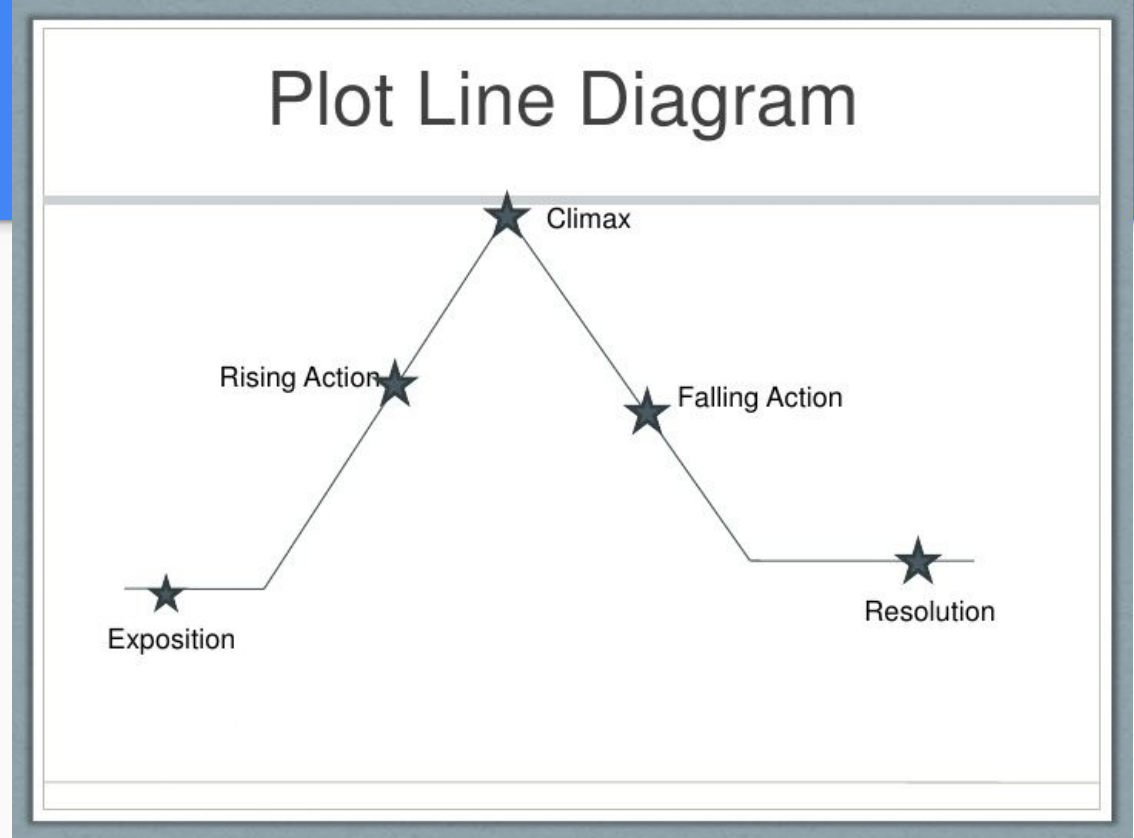 Plot Line Diagram
Climax
Rising Action
Falling Action
Resolution
Exposition